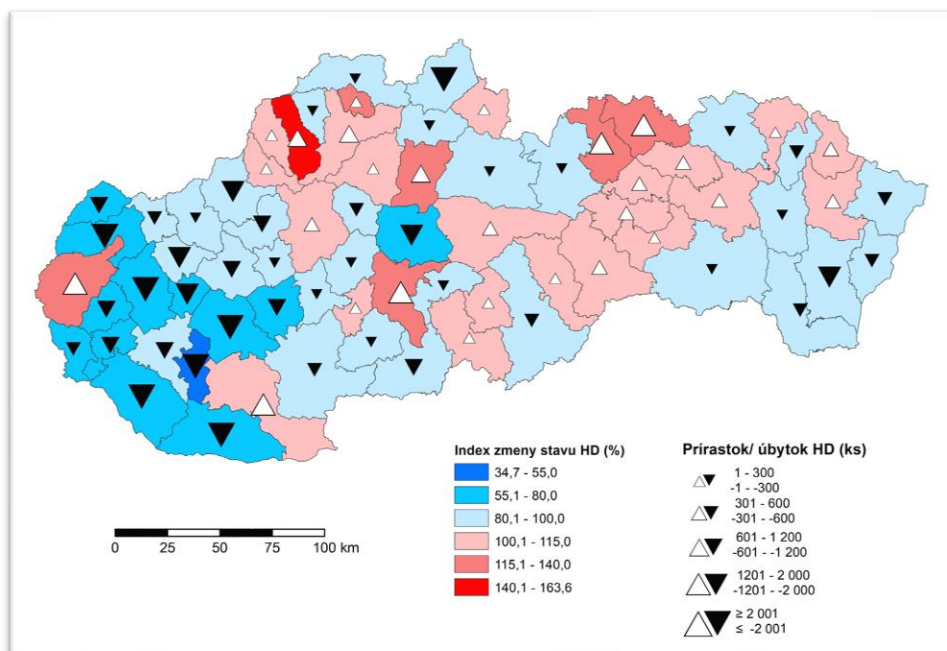 Index zmeny stavu HD (%)
34,7 - 55,0
55,1 - 80,0
80,1 - 100,0
100,1 - 115,0
115,1 - 140,0
140,1 - 163,6
Prírastok/ úbytok HD (ks)
1 - 300
-1 - -300
301 - 600
-301 - -600
601 - 1 200
-601 - -1 200
1201 - 2 000
-1201 - -2 000
≥ 2 001
≤ -2 001
0 25 50 75 100 km